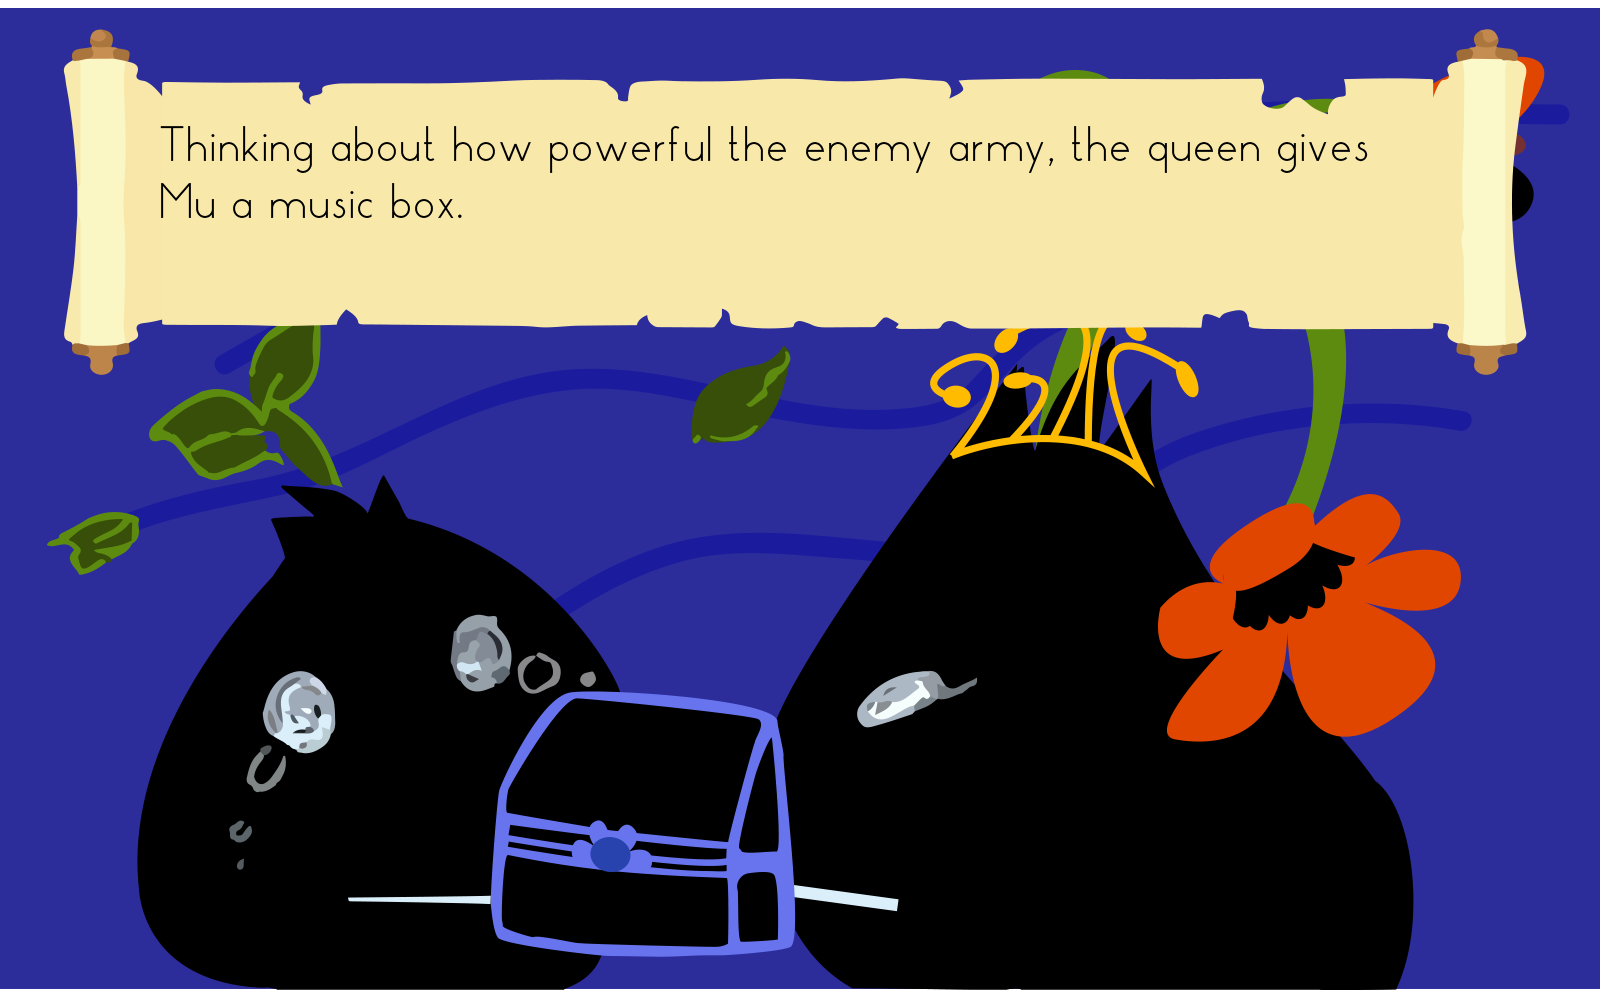 Thinking about how powerful the enemy army, the queen gives
Mu a music box.